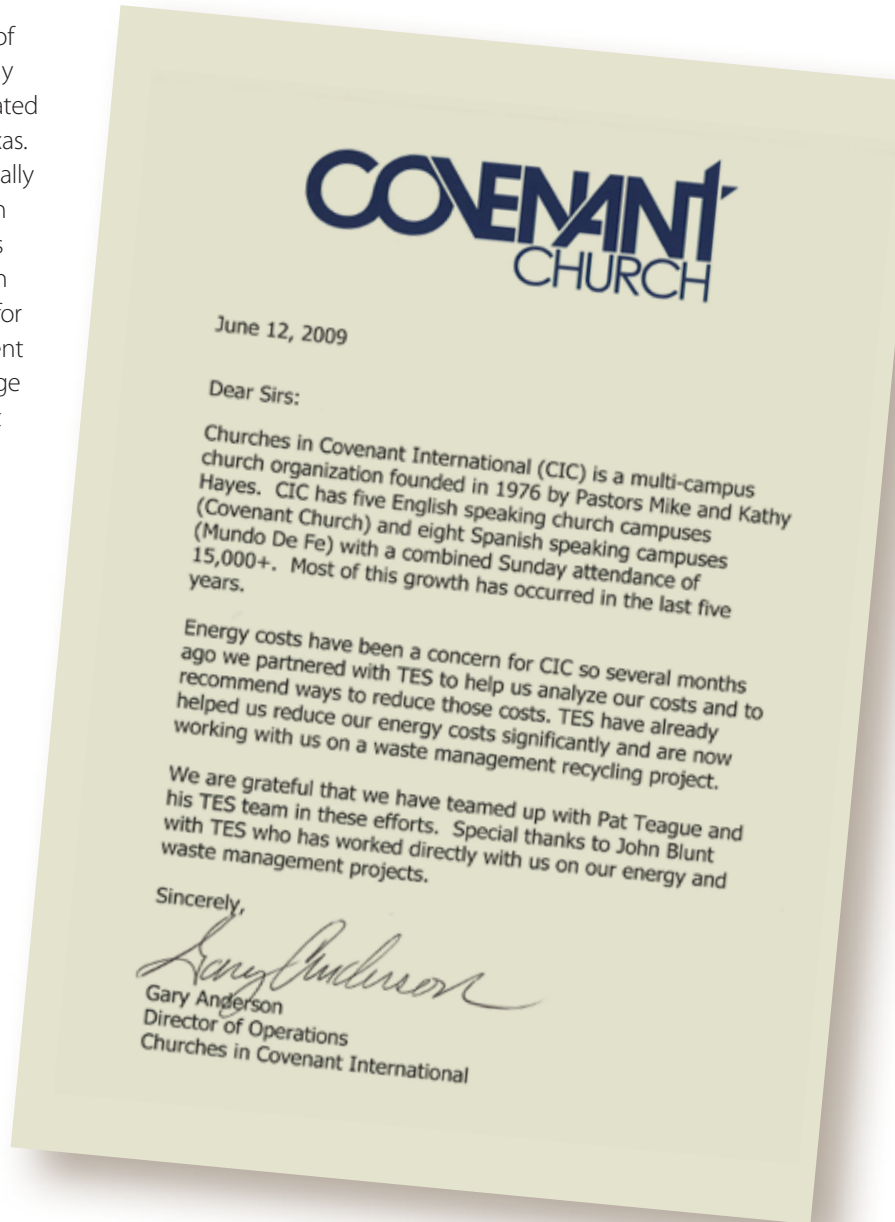 of
y
ated
as.
ally
n
s
n
for
ent
ge
t
COVENANT
CHURCH
June 12, 2009
Dear Sirs:
Churches in Covenant International (CIC) is a multi-campus
church organization founded in 1976 by Pastors Mike and Kathy
Hayes.  CIC has five English speaking church campuses
(Covenant Church) and eight Spanish speaking campuses
(Mundo De Fe) with a combined Sunday attendance of
15,000+.  Most of this growth has occurred in the last five
years.
Energy costs have been a concern for CIC so several months
ago we partnered with TES to help us analyze our costs and to
recommend ways to reduce those costs. TES have already
helped us reduce our energy costs significantly and are now
working with us on a waste management recycling project.
We are grateful that we have teamed up with Pat Teague and
his TES team in these efforts.  Special thanks to John Blunt
with TES who has worked directly with us on our energy and
waste management projects.
Sincerely,
Gary Anderson
Gary Anderson
Director of Operations
Churches in Covenant International